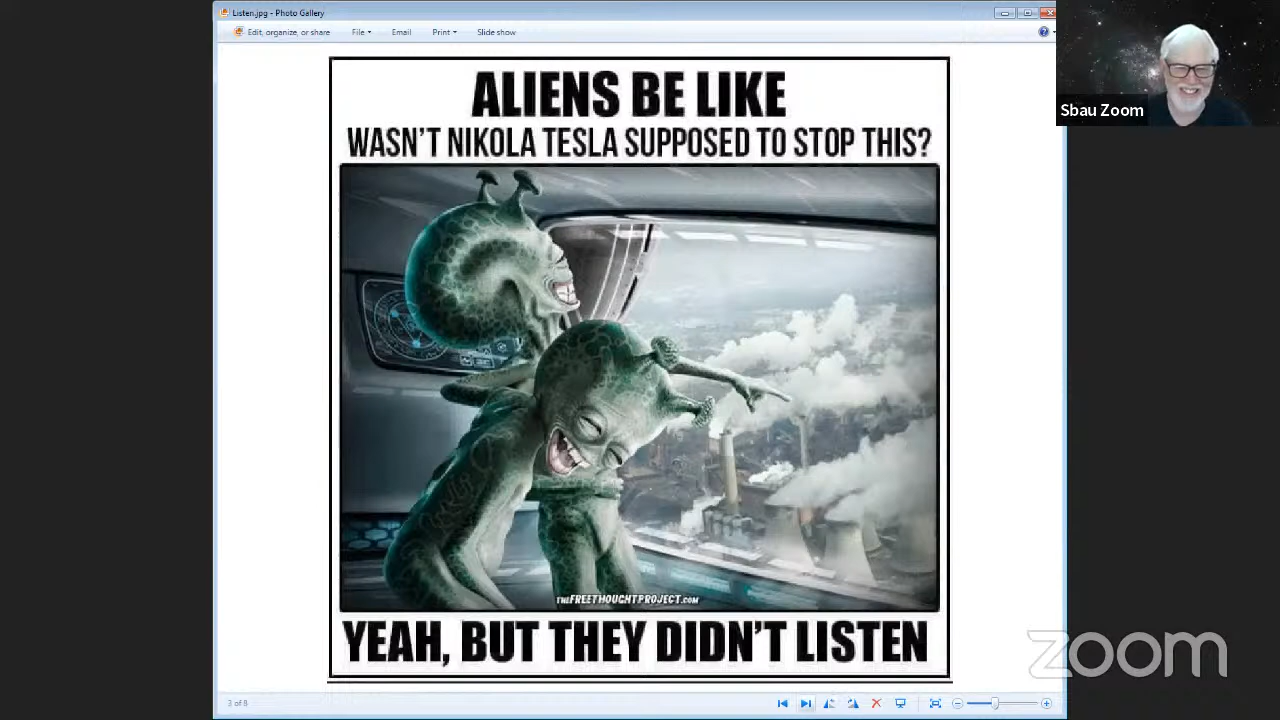 Listen.jpg - Photo Gallery
Edit, organize, or share File Email Print Slide show
Sbau Zoom
ALIENS BE LIKE
WASN'T NIKOLA TESLA SUPPOSED TO STOP THIS?
THEFREETHOUGHTPROJECT.COM
YEAH, BUT THEY DIDN'T LISTEN
zoom
3 of 8